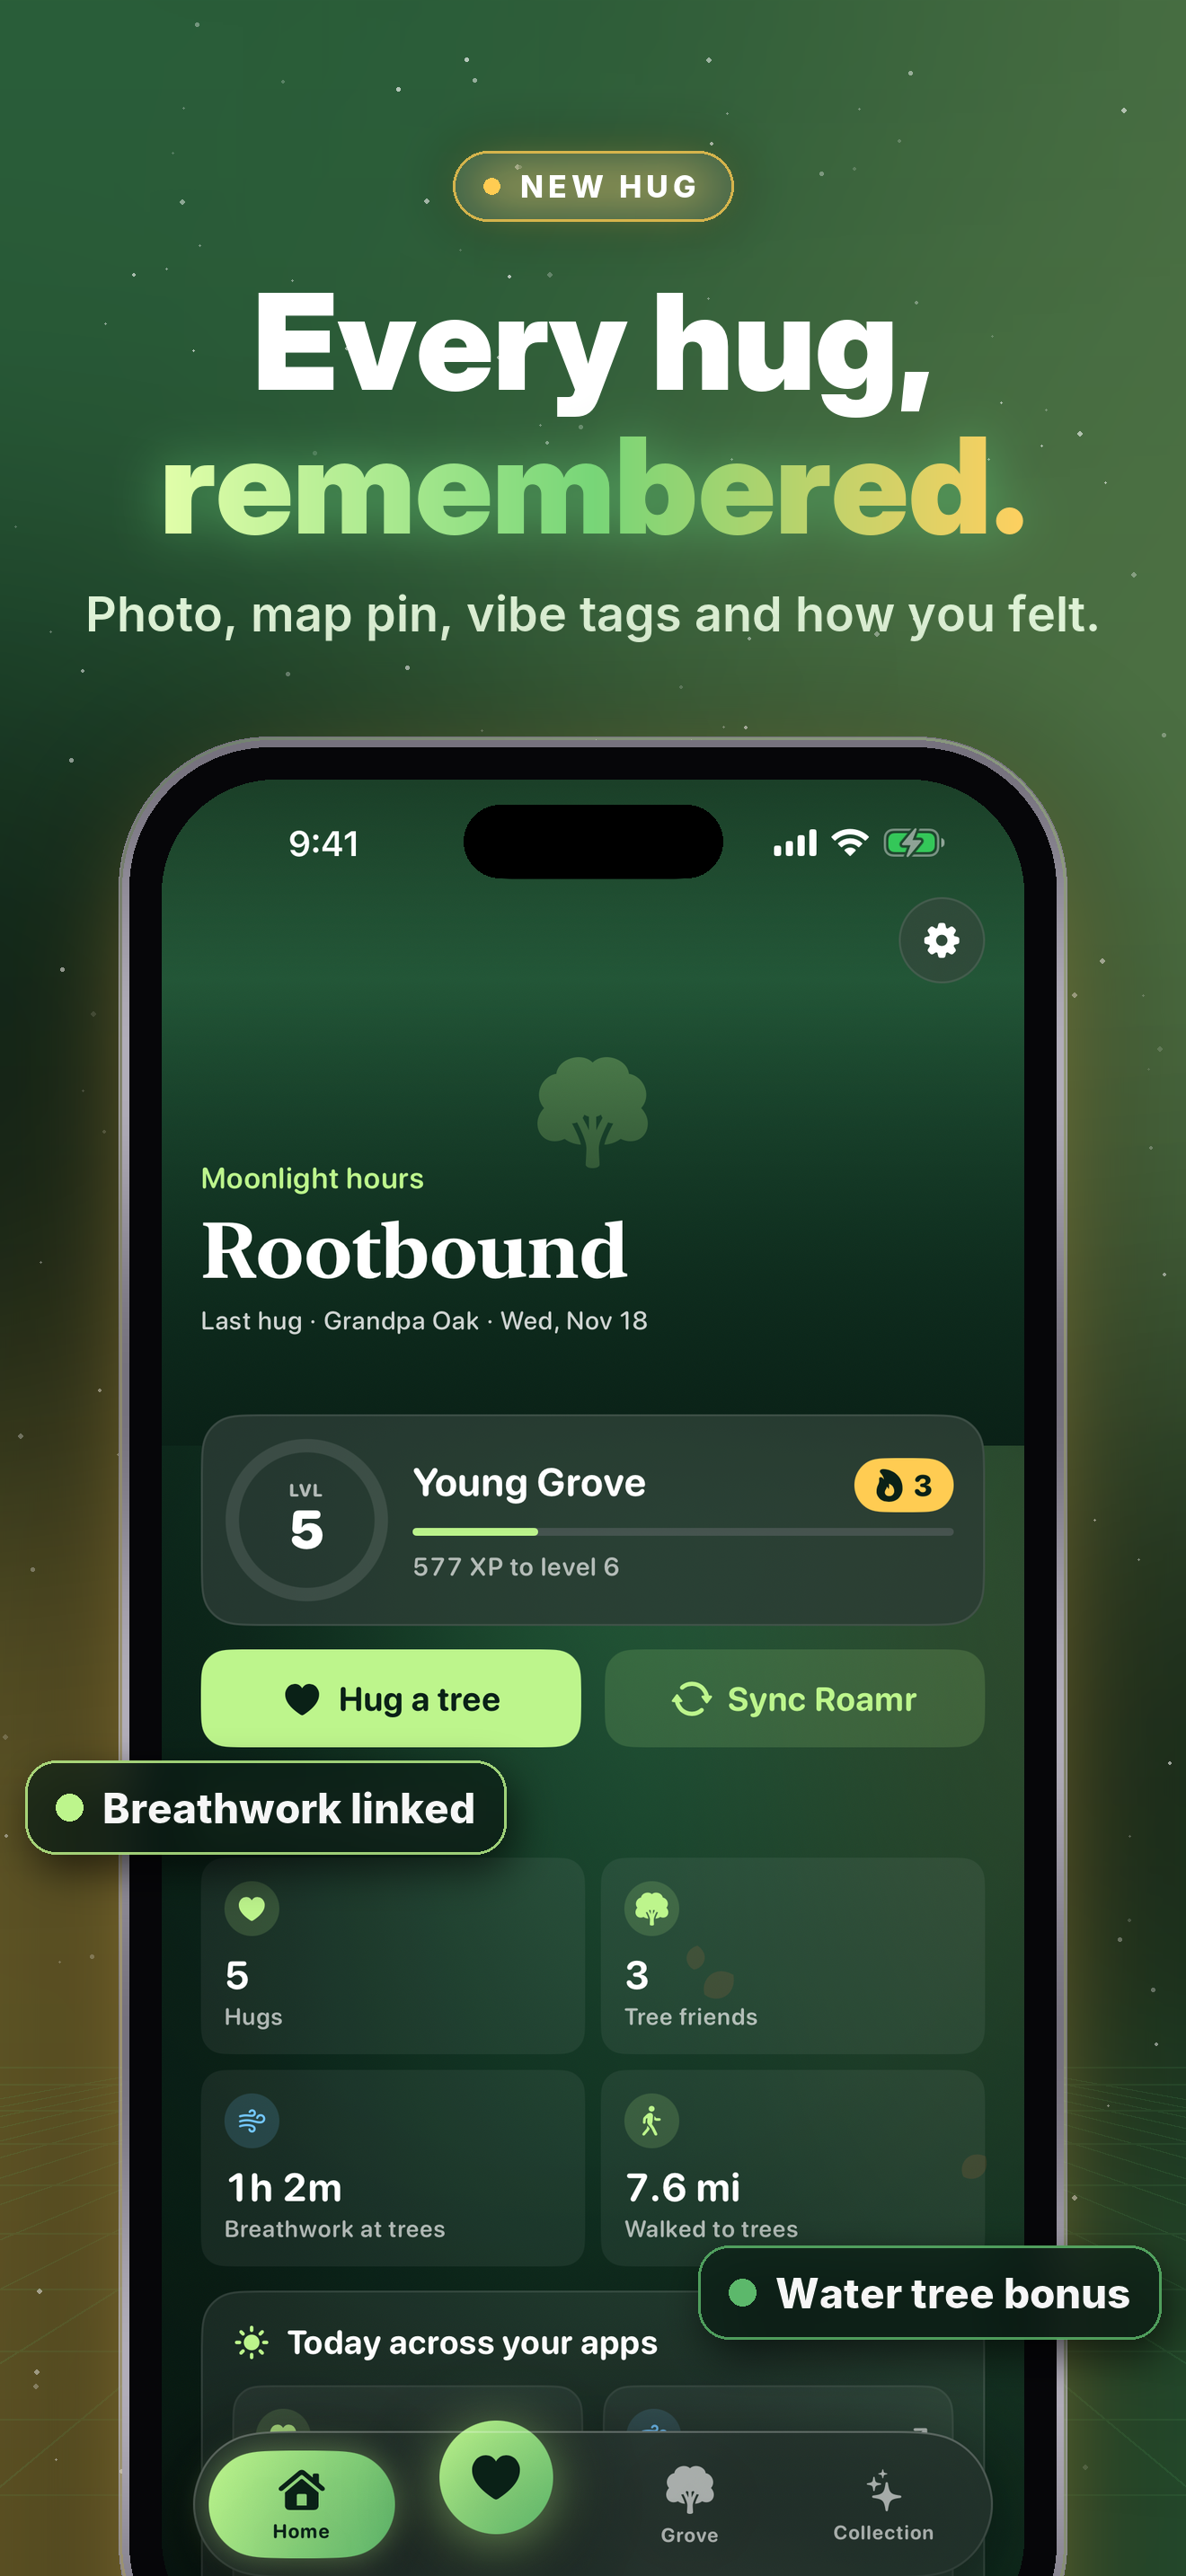 NEW HUG
Every hug,
remembered.
Photo, map pin, vibe tags and how you felt.
9:41
Moonlight hours
Rootbound
Last hug · Grandpa Oak · Wed, Nov 18
LVL
5
Young Grove
3
577 XP to level 6
Hug a tree
Sync Roamr
Breathwork linked
5
Hugs
3
Tree friends
1h 2m
Breathwork at trees
7.6 mi
Walked to trees
Water tree bonus
Today across your apps
Home
Grove
Collection